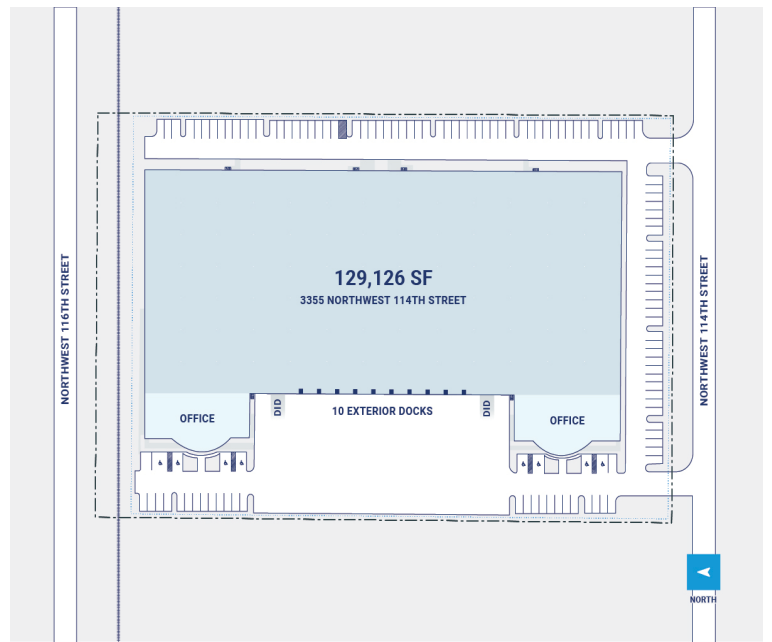 129,126 SF
3355 NORTHWEST 114TH STREET
NORTHWEST 116TH STREET
NORTHWEST 114TH STREET
OFFICE
DID
10 EXTERIOR DOCKS
DID
OFFICE
NORTH